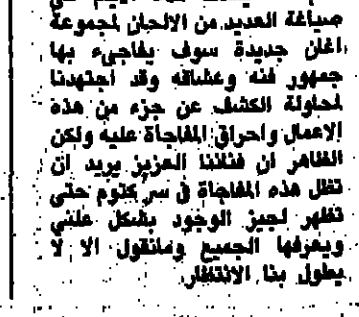 صياغة العديد من الالحان لمجموعة
اغان جديدة سوف يفاجىء بها
جمهور فنه وعشاقه وقد اجتهدنا
لمحاولة الكشف عن جزء من هذه
الاعمال واحراق المفاجاة عليه ولكن
الظاهر ان فناننا العزيز يريد ان
تظل هذه المفاجاة في سر كتوم حتى
تظهر لحيز الوجود بشكل علني
ويعرفها الجميع ومانقول الا لا
يطول بنا الانتظار